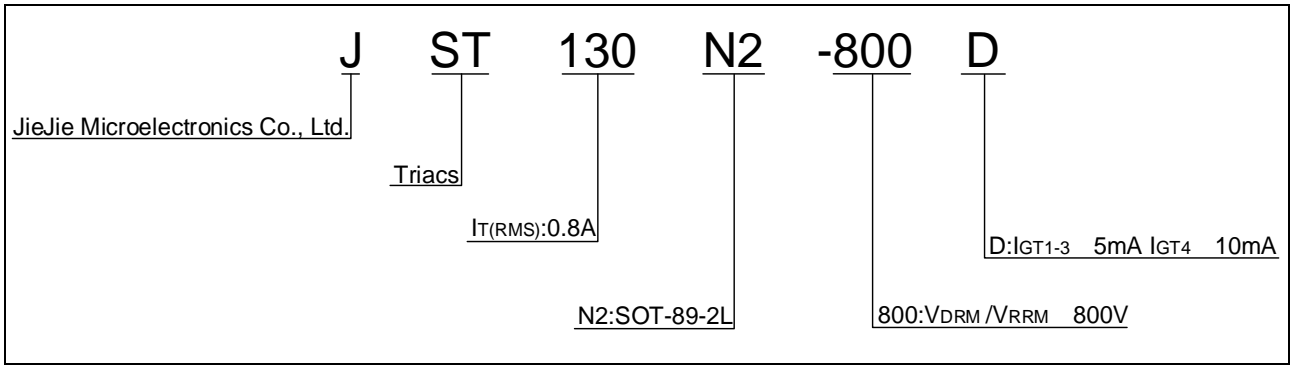 J ST 130 N2 -800 D
JieJie Microelectronics Co., Ltd.
Triacs
IT(RMS):0.8A
D:IGT1-3 5mA IGT4 10mA
N2:SOT-89-2L
800:VDRM /VRRM 800V